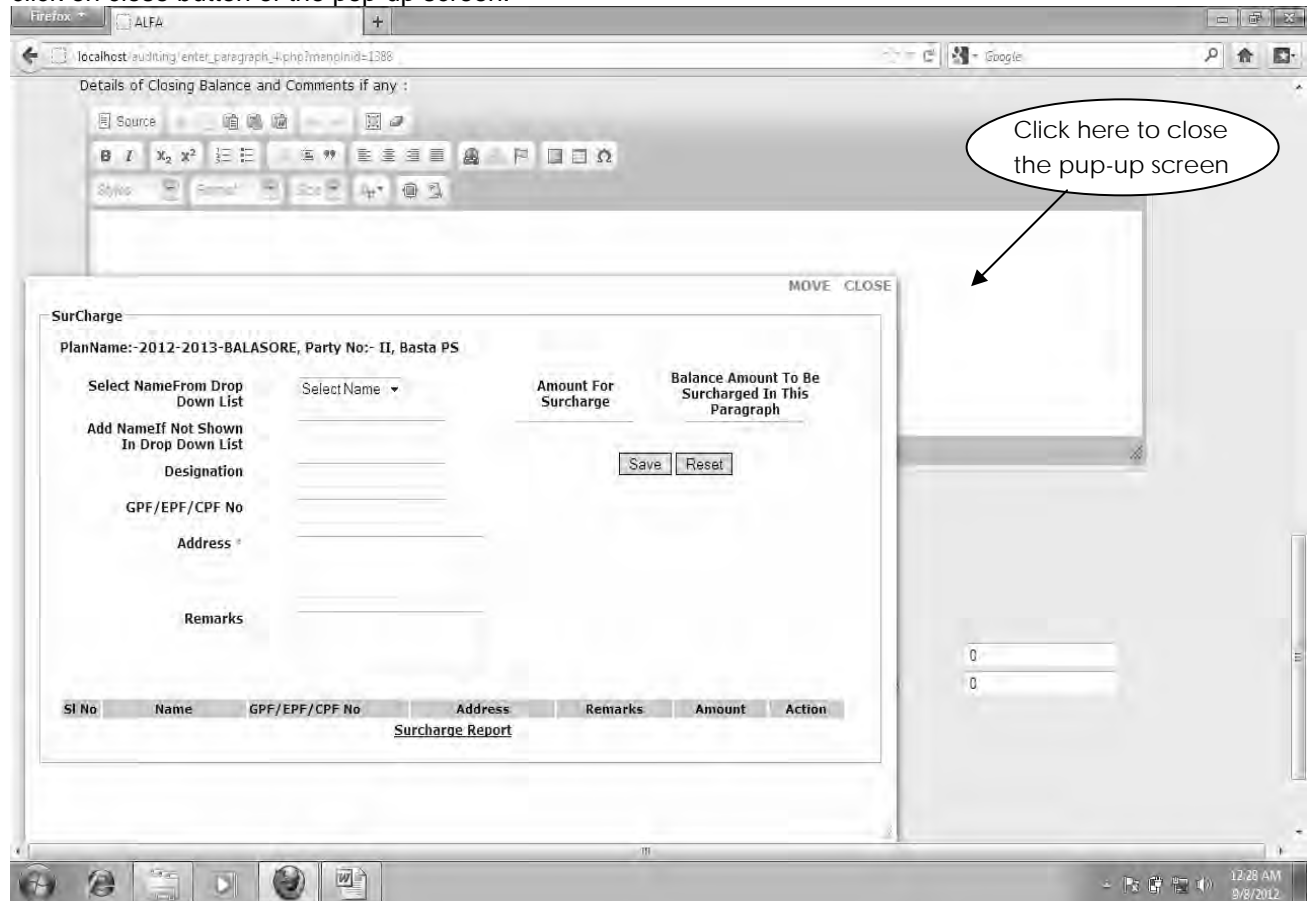 click on close button of the pop-up screen.
Firefox
ALFA
+
localhost/auditing/enter_paragraph_4.php?manplnid=1388
Google
Details of Closing Balance and Comments if any :
Source
B I X₂ X²
Styles Format Size
Click here to close
the pup-up screen
MOVE CLOSE
SurCharge
PlanName:-2012-2013-BALASORE, Party No:- II, Basta PS
Select NameFrom Drop
Down List
Select Name
Amount For
Surcharge
Balance Amount To Be
Surcharged In This
Paragraph
Add NameIf Not Shown
In Drop Down List
Designation
Save Reset
GPF/EPF/CPF No
Address *
Remarks
0
0
Sl No Name GPF/EPF/CPF No Address Remarks Amount Action
Surcharge Report
12:28 AM
9/8/2012